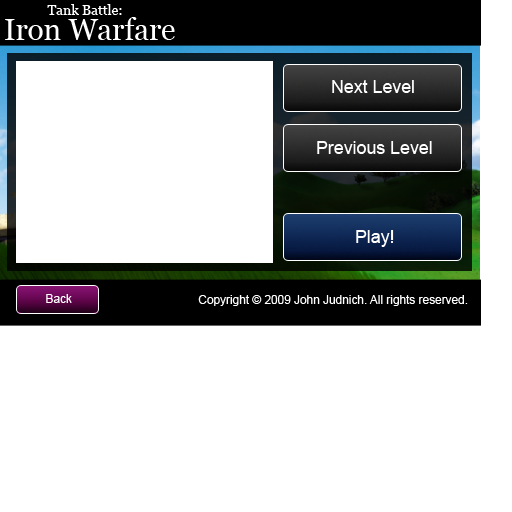 Tank Battle:
Iron Warfare
Next Level
Previous Level
Play!
Back
Copyright © 2009 John Judnich. All rights reserved.